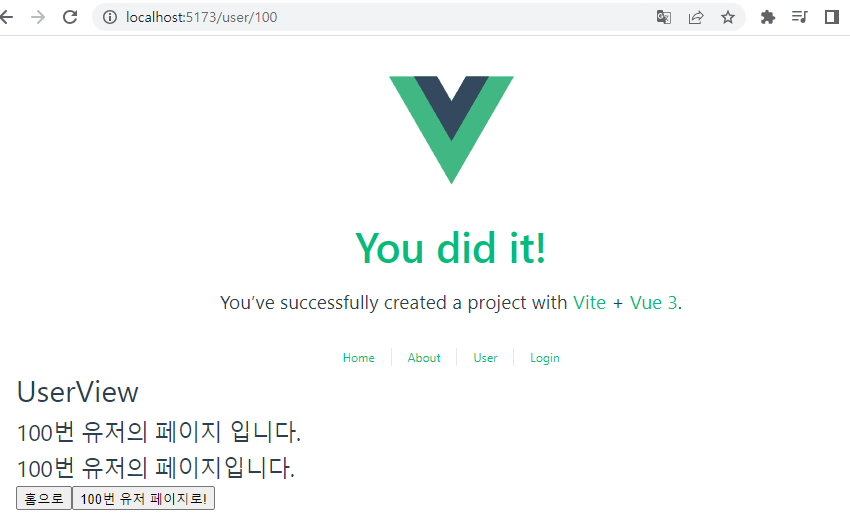 localhost:5173/user/100
You did it!
You’ve successfully created a project with Vite + Vue 3.
Home About User Login
UserView
100번 유저의 페이지 입니다.
100번 유저의 페이지입니다.
홈으로 100번 유저 페이지로!